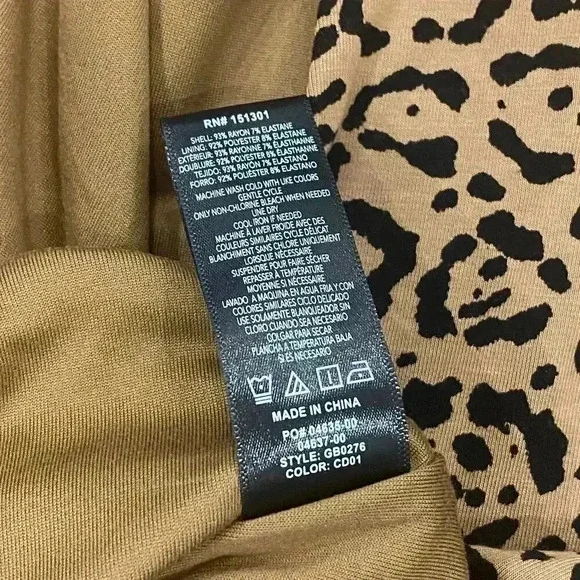 RN# 151301
SHELL: 93% RAYON 7% ELASTANE
LINING: 92% POLYESTER 8% ELASTANE
EXTÉRIEUR: 93% RAYONNE 7% ÉLASTHANNE
DOUBLURE: 92% POLYESTER 8% ÉLASTHANNE
TEJIDO: 93% RAYON 7% ELASTANO
FORRO: 92% POLIÉSTER 8% ELASTANO
MACHINE WASH COLD WITH LIKE COLORS
GENTLE CYCLE
ONLY NON-CHLORINE BLEACH WHEN NEEDED
LINE DRY
COOL IRON IF NEEDED
MACHINE À LAVER FROIDE AVEC DES
COULEURS SIMILAIRES CYCLE DÉLICAT
BLANCHIMENT SANS CHLORE UNIQUEMENT
LORSQUE NÉCESSAIRE
SUSPENDRE POUR FAIRE SÉCHER
REPASSER À TEMPÉRATURE
MOYENNE SI NÉCESSAIRE
LAVADO A MAQUINA EN AGUA FRIA Y CON
COLORES SIMILARES CICLO DELICADO
USE SOLAMENTE BLANQUEADOR SIN
CLORO CUANDO SEA NECESARIO
COLGAR PARA SECAR
PLANCHA A TEMPERATURA BAJA
SI ES NECESARIO
MADE IN CHINA
PO# 04636-00
04637-00
STYLE: GB0276
COLOR: CD01